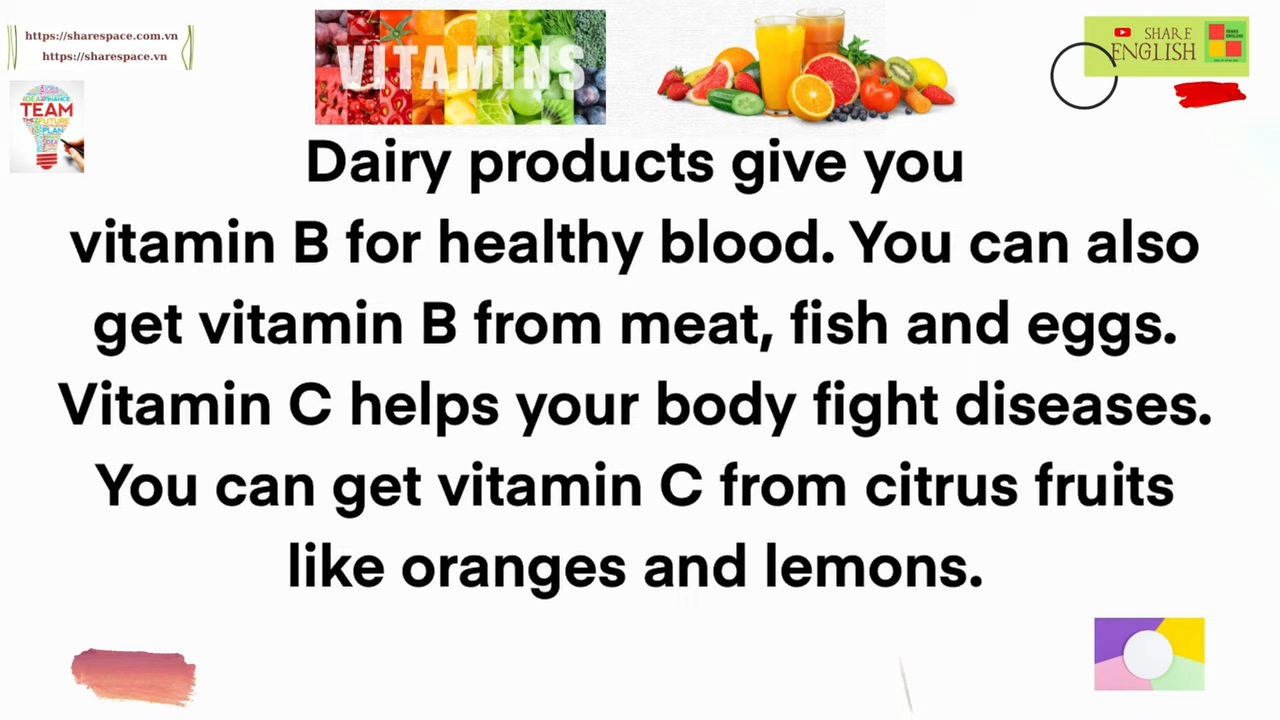 https://sharespace.com.vn
https://sharespace.vn
VITAMINS
SHARE
ENGLISH
SHARE
ENGLISH
TEAM
PLAN
Dairy products give you
vitamin B for healthy blood. You can also
get vitamin B from meat, fish and eggs.
Vitamin C helps your body fight diseases.
You can get vitamin C from citrus fruits
like oranges and lemons.